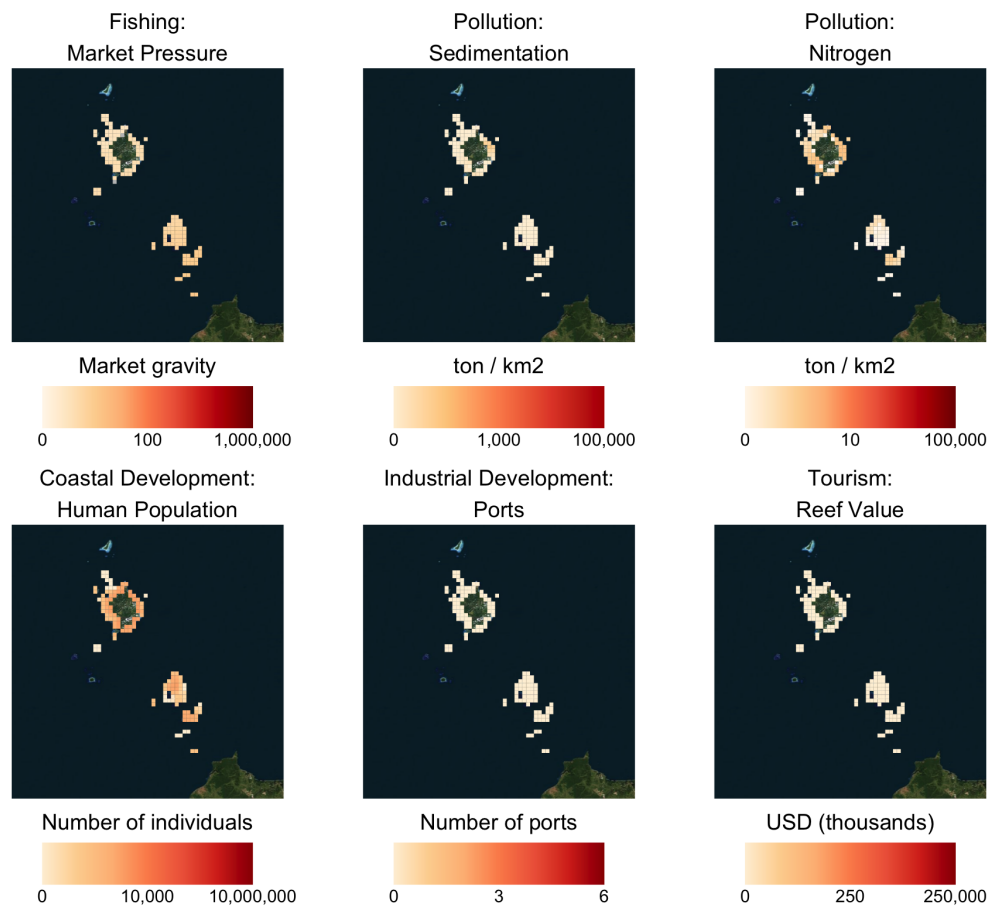 Fishing:
Market Pressure
Pollution:
Sedimentation
Pollution:
Nitrogen
Market gravity
0 100 1,000,000
ton / km2
0 1,000 100,000
ton / km2
0 10 100,000
Coastal Development:
Human Population
Industrial Development:
Ports
Tourism:
Reef Value
Number of individuals
0 10,000 10,000,000
Number of ports
0 3 6
USD (thousands)
0 250 250,000